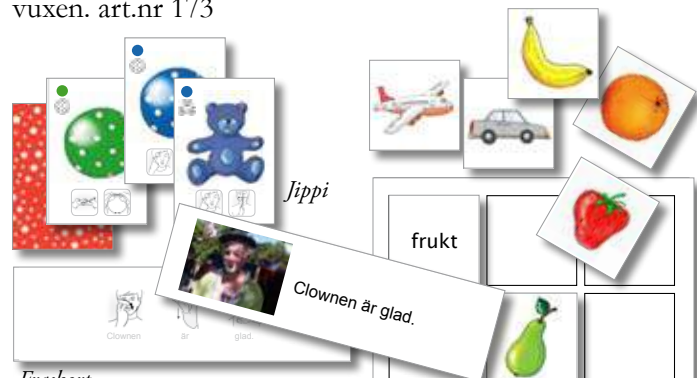 vuxen. art.nr 173
Jippi
frukt
Clownen är glad.
Clownen är glad.